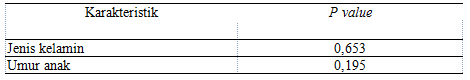 Karakteristik P value
Jenis kelamin 0,653
Umur anak 0,195